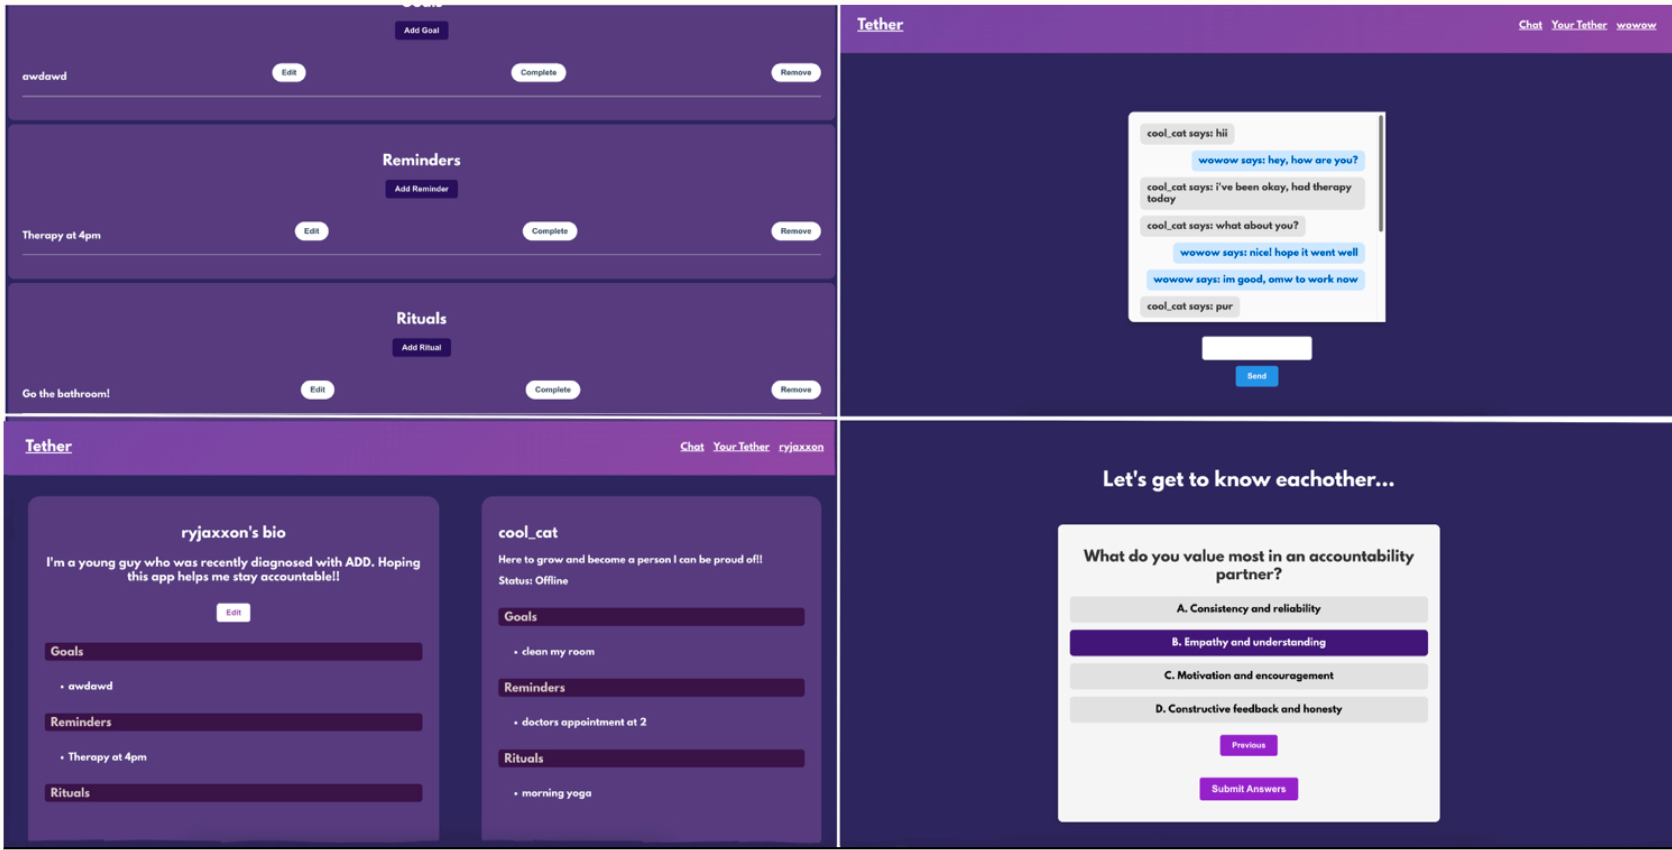 Goals
Add Goal
awdawd Edit Complete Remove
Reminders
Add Reminder
Therapy at 4pm Edit Complete Remove
Rituals
Add Ritual
Go the bathroom! Edit Complete Remove
Tether Chat Your Tether wowow
cool_cat says: hii
wowow says: hey, how are you?
cool_cat says: i've been okay, had therapy
today
cool_cat says: what about you?
wowow says: nice! hope it went well
wowow says: im good, omw to work now
cool_cat says: pur
Send
Tether Chat Your Tether ryjaxxon
ryjaxxon's bio
I'm a young guy who was recently diagnosed with ADD. Hoping
this app helps me stay accountable!!
Edit
Goals
• awdawd
Reminders
• Therapy at 4pm
Rituals
cool_cat
Here to grow and become a person I can be proud of!!
Status: Offline
Goals
• clean my room
Reminders
• doctors appointment at 2
Rituals
• morning yoga
Let's get to know eachother...
What do you value most in an accountability
partner?
A. Consistency and reliability
B. Empathy and understanding
C. Motivation and encouragement
D. Constructive feedback and honesty
Previous
Submit Answers